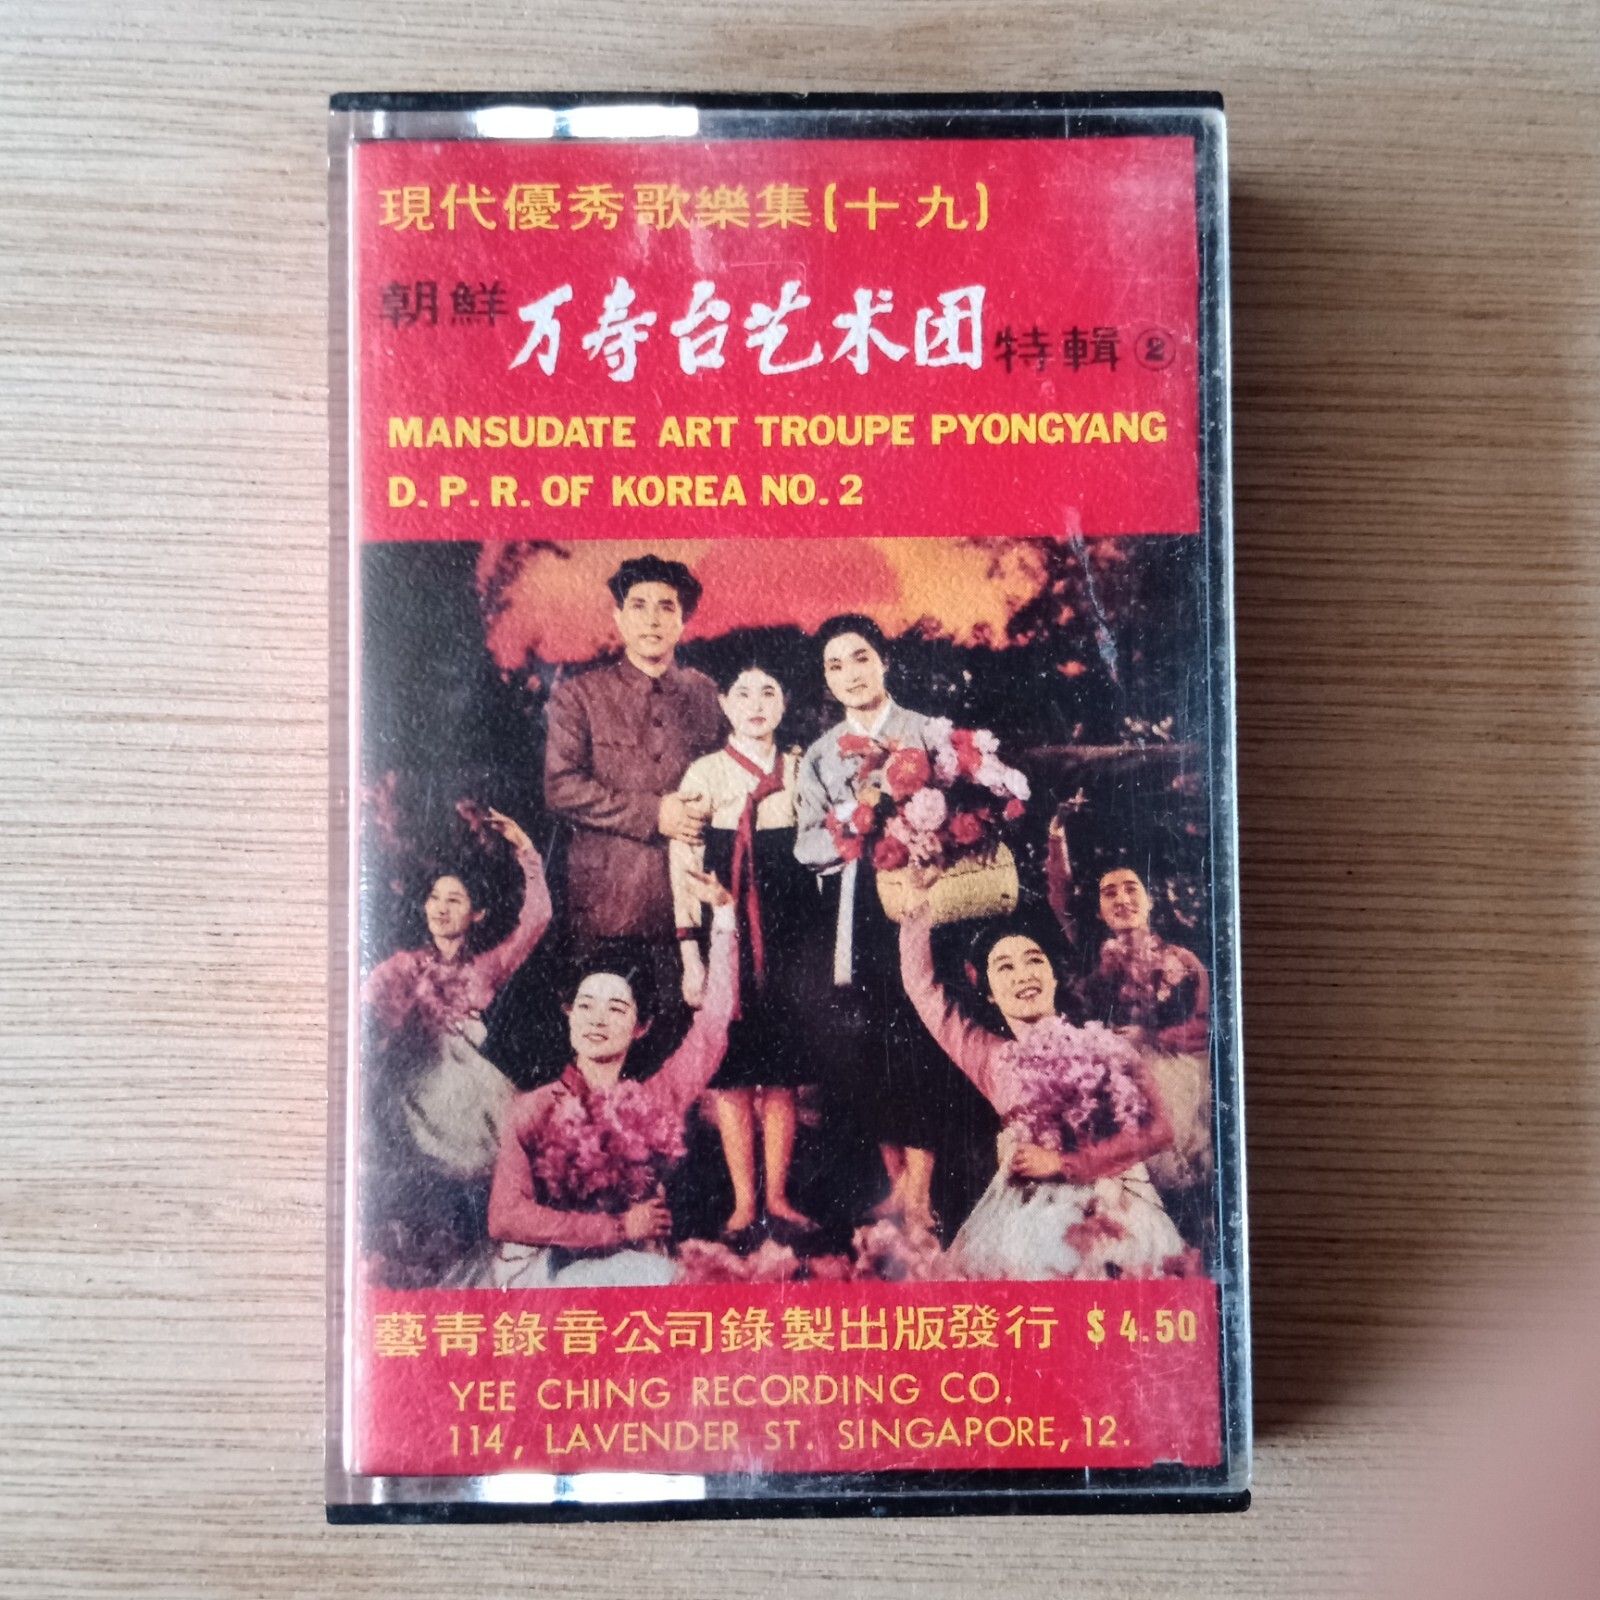 現代優秀歌樂集(十九)
朝鮮万寿台艺术团特輯②
MANSUDATE ART TROUPE PYONGYANG
D.P.R. OF KOREA NO. 2
藝青錄音公司錄製出版發行 $4.50
YEE CHING RECORDING CO.
114, LAVENDER ST. SINGAPORE, 12.